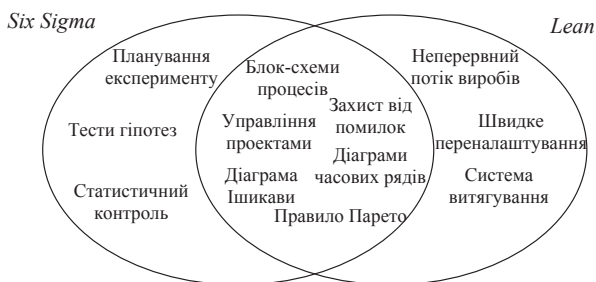 Six Sigma
Lean
Планування
експерименту
Тести гіпотез
Статистичний
контроль
Блок-схеми
процесів
Захист від
помилок
Управління
проектами
Діаграми
часових рядів
Діаграма
Ішикави
Правило Парето
Неперервний
потік виробів
Швидке
переналаштування
Система
витягування